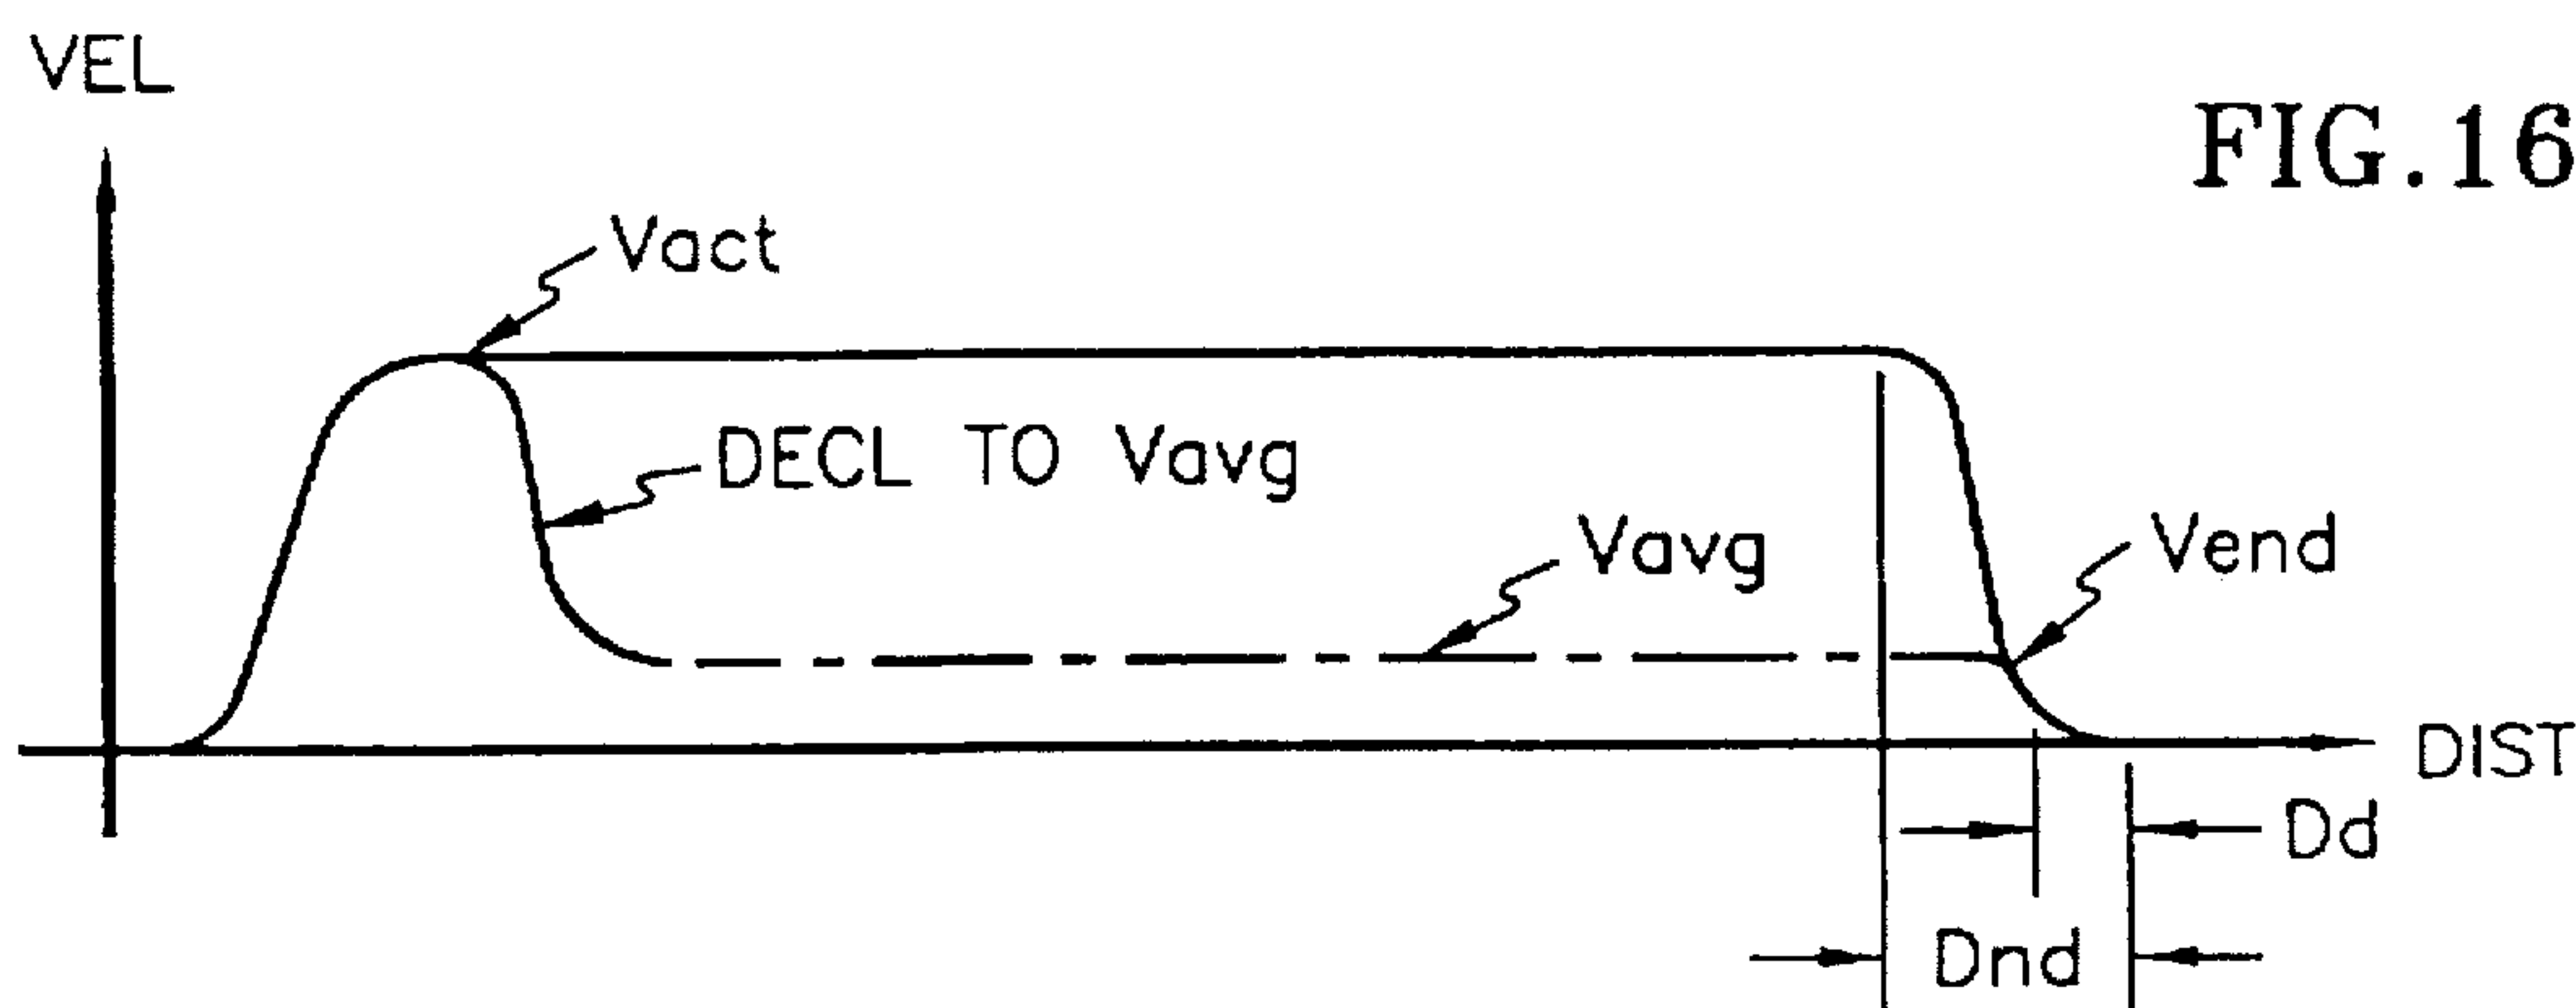 VEL
FIG.16
Vact
DECL TO Vavg
Vavg
Vend
DIST
Dd
Dnd